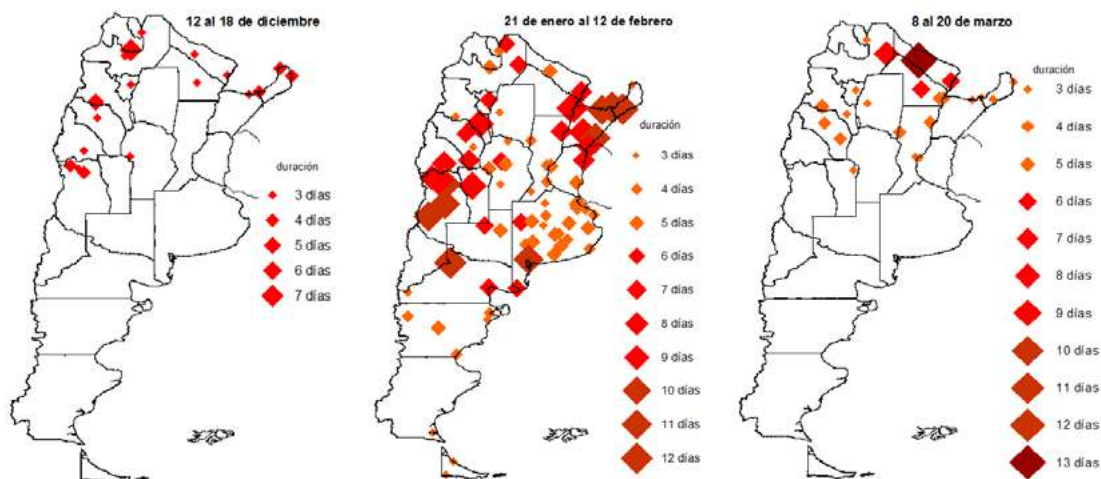 12 al 18 de diciembre
duración
3 días
4 días
5 días
6 días
7 días
21 de enero al 12 de febrero
duración
3 días
4 días
5 días
6 días
7 días
8 días
9 días
10 días
11 días
12 días
8 al 20 de marzo
duración
3 días
4 días
5 días
6 días
7 días
8 días
9 días
10 días
11 días
12 días
13 días